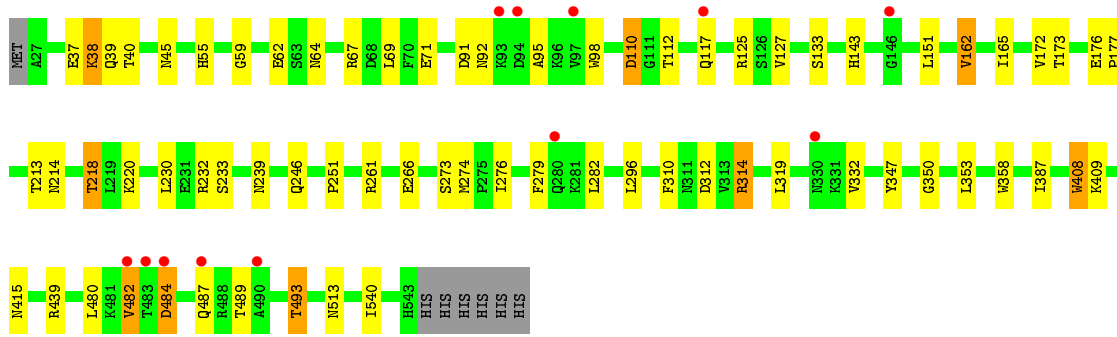 MET A27 E37 K38 Q39 T40 N45 H55 G59 E62 S63 N64 R67 D68 L69 F70 E71 D91 N92 K93 D94 A95 K96 V97 W98 D110 G111 T112 Q117 R125 S126 V127 S133 H143 G146 L151 V162 I165 V172 T173 E176 P177
T213 N214 T218 L219 K220 L230 E231 R232 S233 N239 Q246 P251 R261 E266 S273 M274 P275 I276 F279 Q280 K281 L282 L296 F310 N311 D312 V313 R314 L319 N330 K331 V332 Y347 G350 L353 W358 I387 W408 K409
N415 R439 L480 K481 V482 T483 D484 Q487 R488 T489 A490 T493 N513 I540 H543 HIS HIS HIS HIS HIS HIS